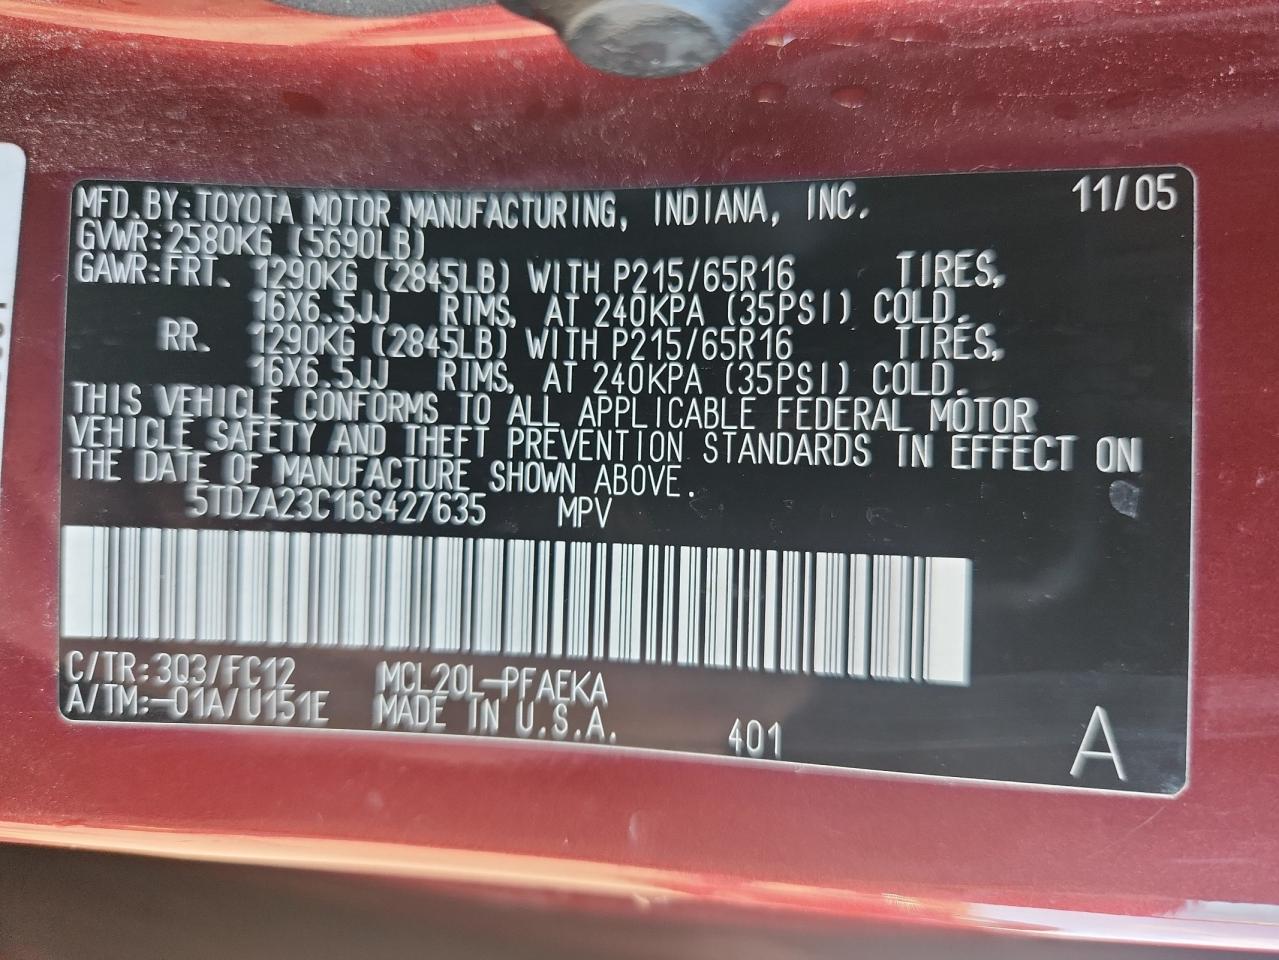 MFD.BY:TOYOTA MOTOR MANUFACTURING, INDIANA, INC. 11/05
GVWR:2580KG (5690LB)
GAWR:FRT. 1290KG (2845LB) WITH P215/65R16 TIRES,
16X6.5JJ RIMS, AT 240KPA (35PSI) COLD.
RR. 1290KG (2845LB) WITH P215/65R16 TIRES,
16X6.5JJ RIMS, AT 240KPA (35PSI) COLD.
THIS VEHICLE CONFORMS TO ALL APPLICABLE FEDERAL MOTOR
VEHICLE SAFETY AND THEFT PREVENTION STANDARDS IN EFFECT ON
THE DATE OF MANUFACTURE SHOWN ABOVE.
5TDZA23C16S427635 MPV
C/TR:3Q3/FC12 MCL20L-PFAEKA
A/TM:-01A/U151E MADE IN U.S.A. 401 A